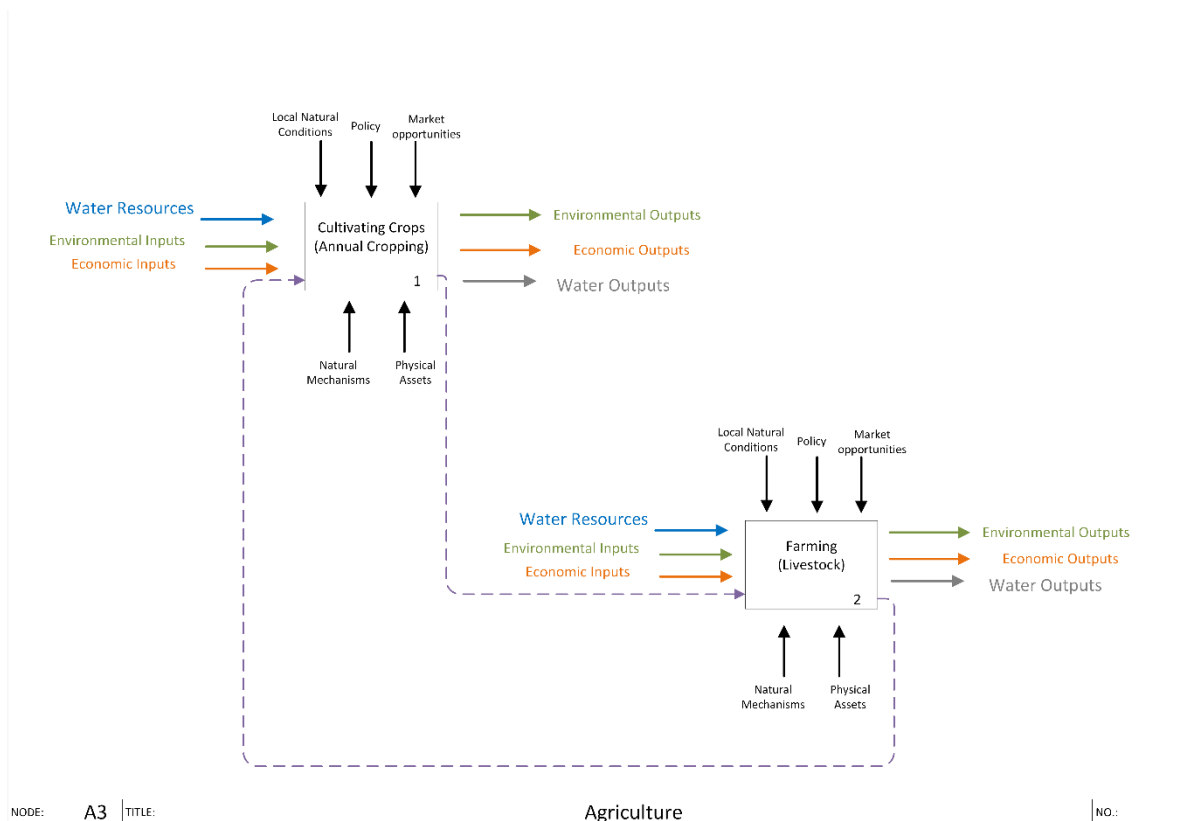 Local Natural
Conditions
Policy
Market
opportunities
Water Resources
Environmental Inputs
Economic Inputs
Cultivating Crops
(Annual Cropping)
1
Environmental Outputs
Economic Outputs
Water Outputs
Natural
Mechanisms
Physical
Assets
Local Natural
Conditions
Policy
Market
opportunities
Water Resources
Environmental Inputs
Economic Inputs
Farming
(Livestock)
2
Environmental Outputs
Economic Outputs
Water Outputs
Natural
Mechanisms
Physical
Assets
NODE: A3 TITLE: Agriculture NO.: